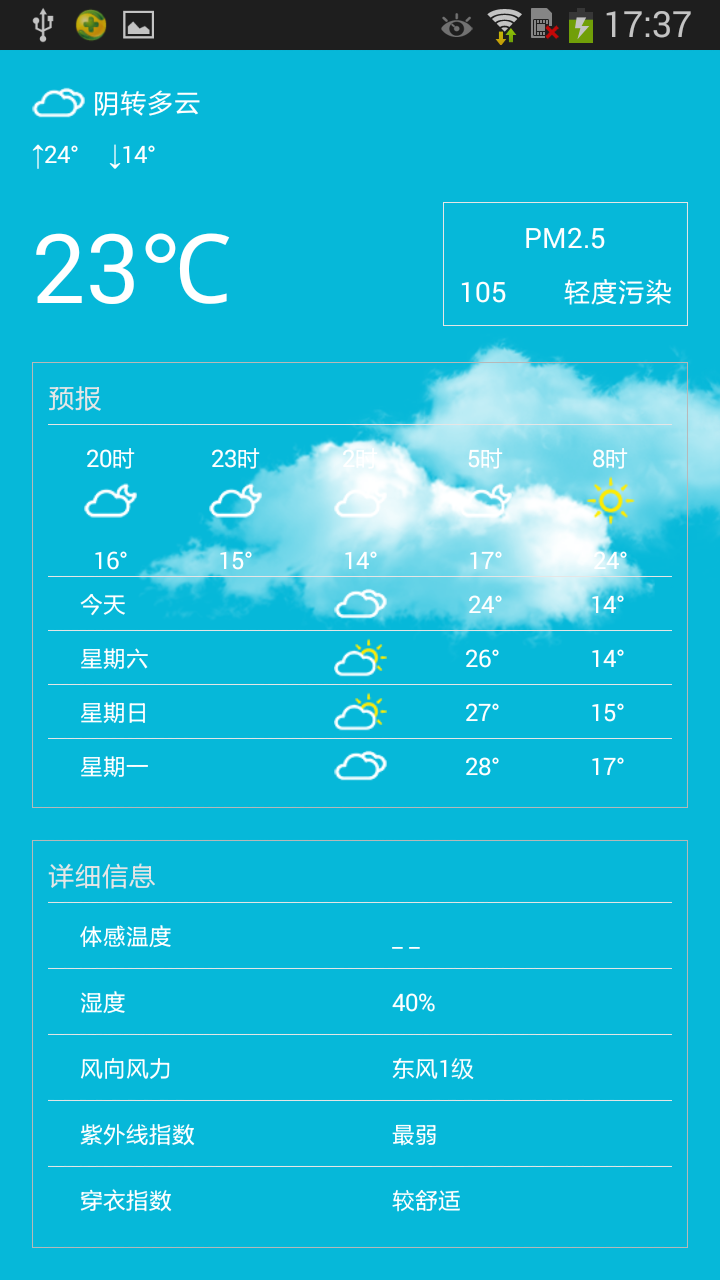 17:37
阴转多云
↑24° ↓14°
23℃
PM2.5
105 轻度污染
预报
20时 23时 2时 5时 8时
16° 15° 14° 17° 24°
今天 24° 14°
星期六 26° 14°
星期日 27° 15°
星期一 28° 17°
详细信息
体感温度 _ _
湿度 40%
风向风力 东风1级
紫外线指数 最弱
穿衣指数 较舒适